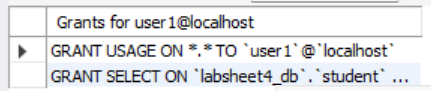 Grants for user1@localhost
GRANT USAGE ON *.* TO `user1`@`localhost`
GRANT SELECT ON `labsheet4_db`.`student` ...